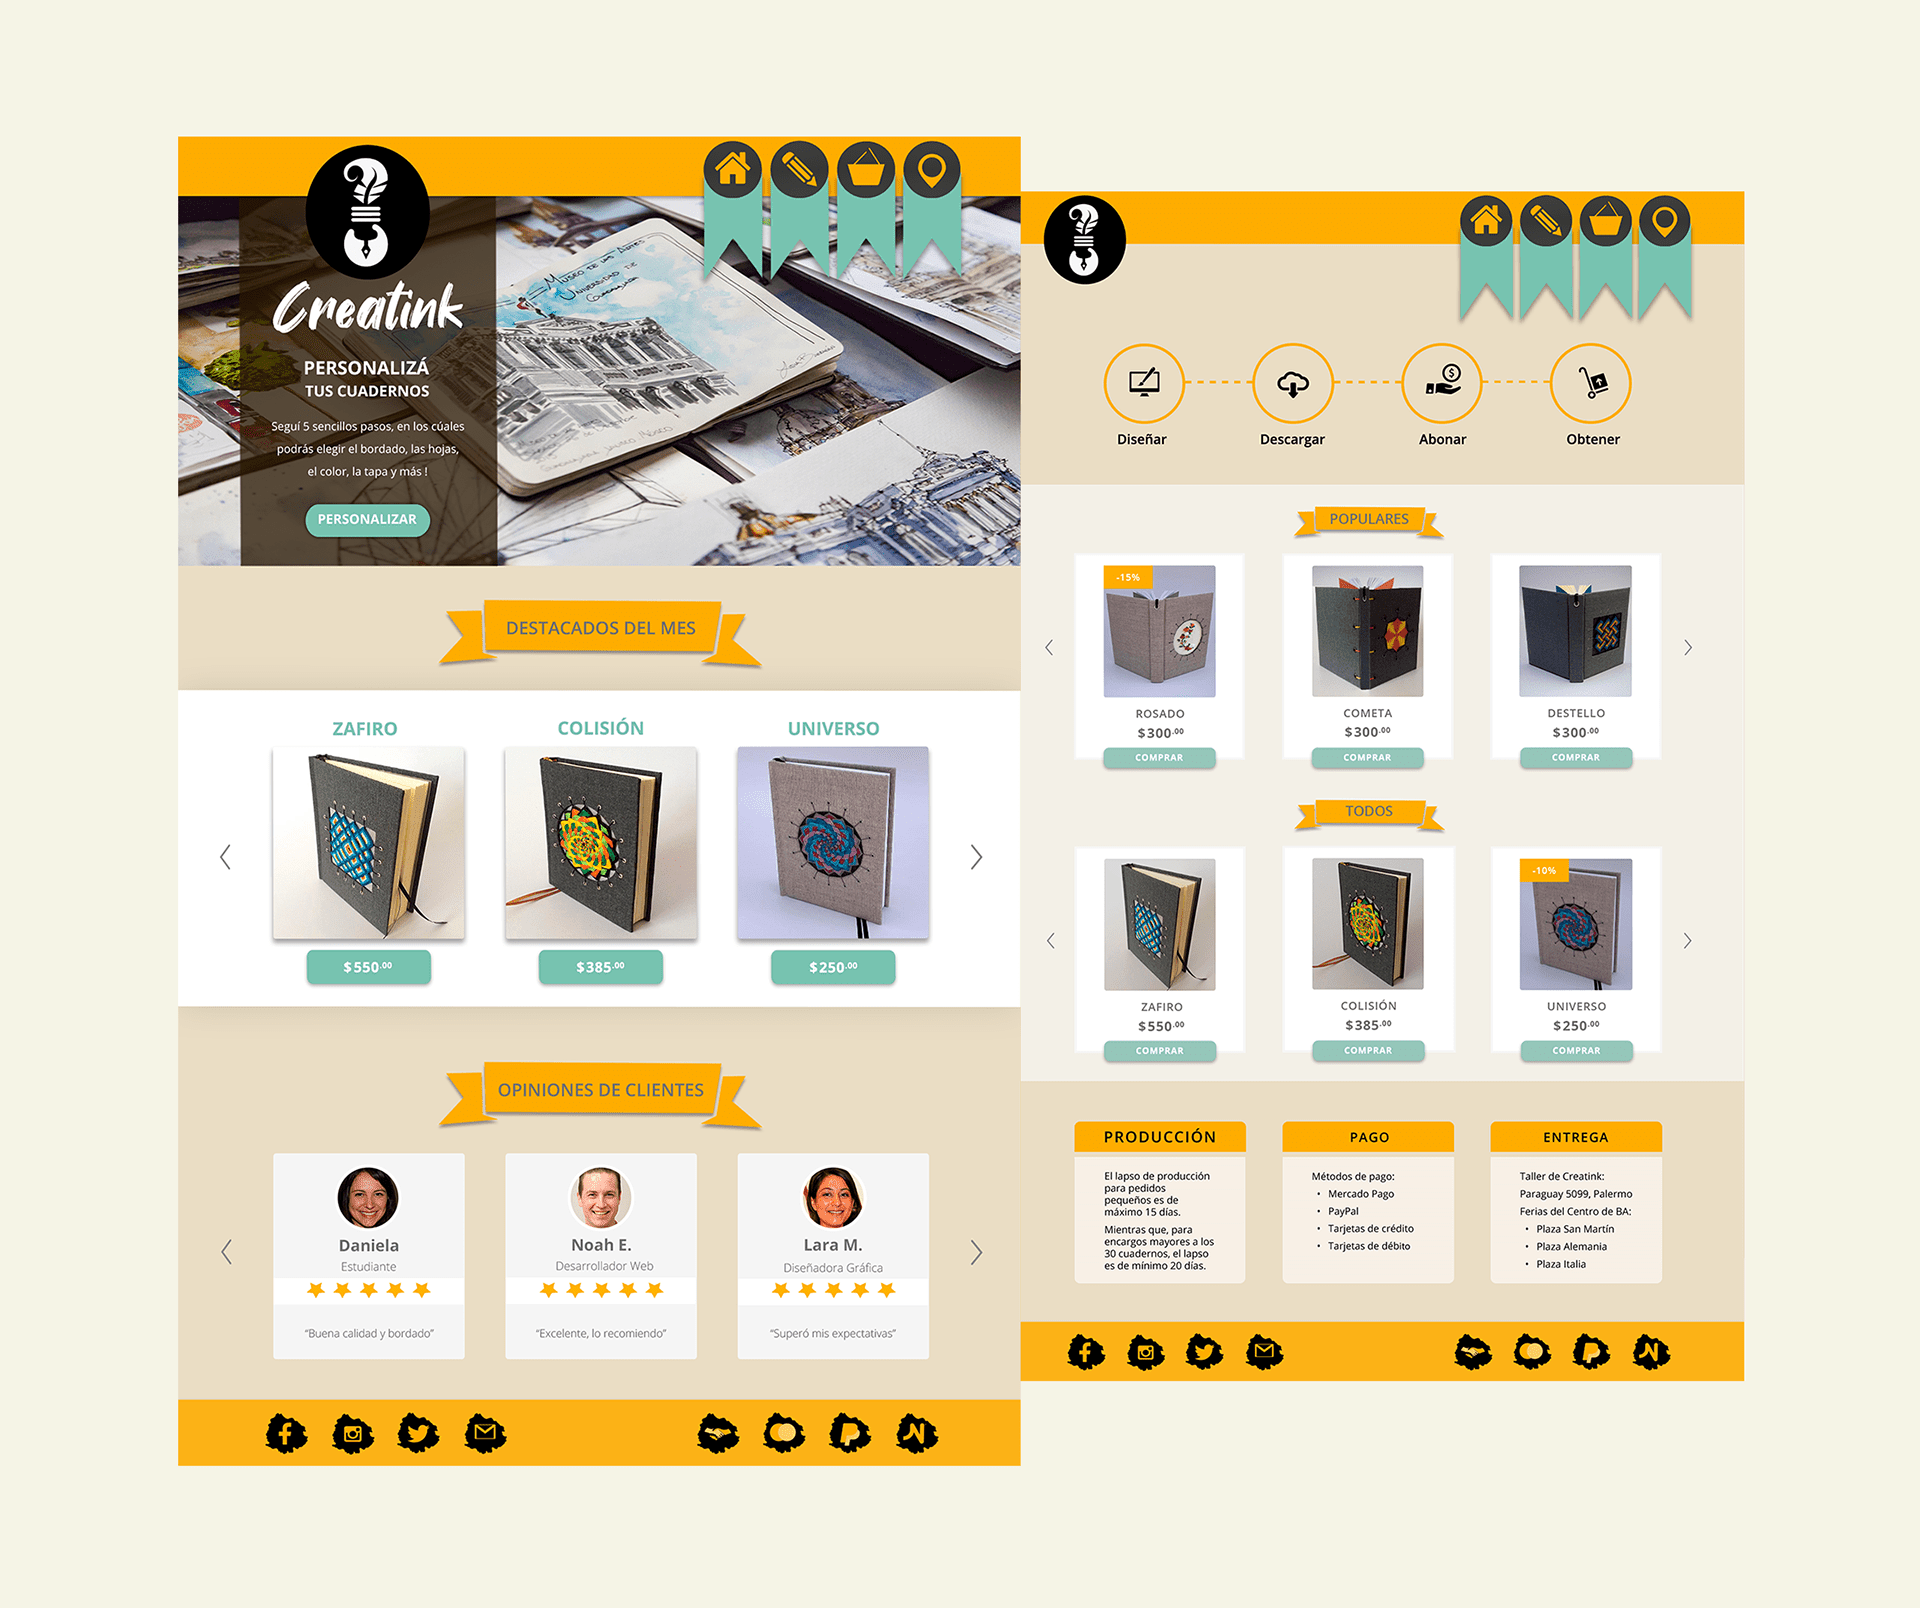 Creatink
PERSONALIZÁ
TUS CUADERNOS
Seguí 5 sencillos pasos, en los cúales
podrás elegir el bordado, las hojas,
el color, la tapa y más !
PERSONALIZAR
MUSEO DE LAS ARTES
UNIVERSIDAD DE
DESTACADOS DEL MES
ZAFIRO
COLISIÓN
UNIVERSO
$550.00
$385.00
$250.00
OPINIONES DE CLIENTES
Daniela
Estudiante
"Buena calidad y bordado"
Noah E.
Desarrollador Web
"Excelente, lo recomiendo"
Lara M.
Diseñadora Gráfica
"Superó mis expectativas"
Diseñar
Descargar
Abonar
Obtener
POPULARES
-15%
ROSADO
$300.00
COMPRAR
COMETA
$300.00
COMPRAR
DESTELLO
$300.00
COMPRAR
TODOS
ZAFIRO
$550.00
COMPRAR
COLISIÓN
$385.00
COMPRAR
-10%
UNIVERSO
$250.00
COMPRAR
PRODUCCIÓN
El lapso de producción
para pedidos
pequeños es de
máximo 15 días.
Mientras que, para
encargos mayores a los
30 cuadernos, el lapso
es de mínimo 20 días.
PAGO
Métodos de pago:
• Mercado Pago
• PayPal
• Tarjetas de crédito
• Tarjetas de débito
ENTREGA
Taller de Creatink:
Paraguay 5099, Palermo
Ferias del Centro de BA:
• Plaza San Martín
• Plaza Alemania
• Plaza Italia